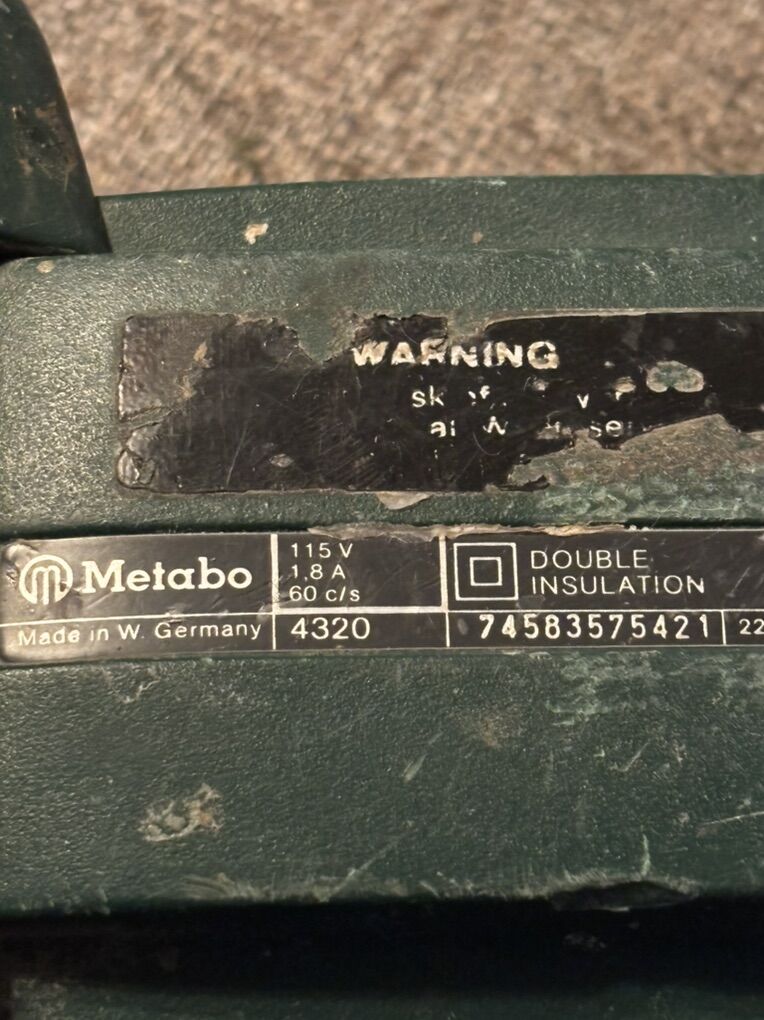 WARNING
Metabo
115 V
1,8 A
60 c/s
DOUBLE
INSULATION
Made in W. Germany
4320
74583575421
22